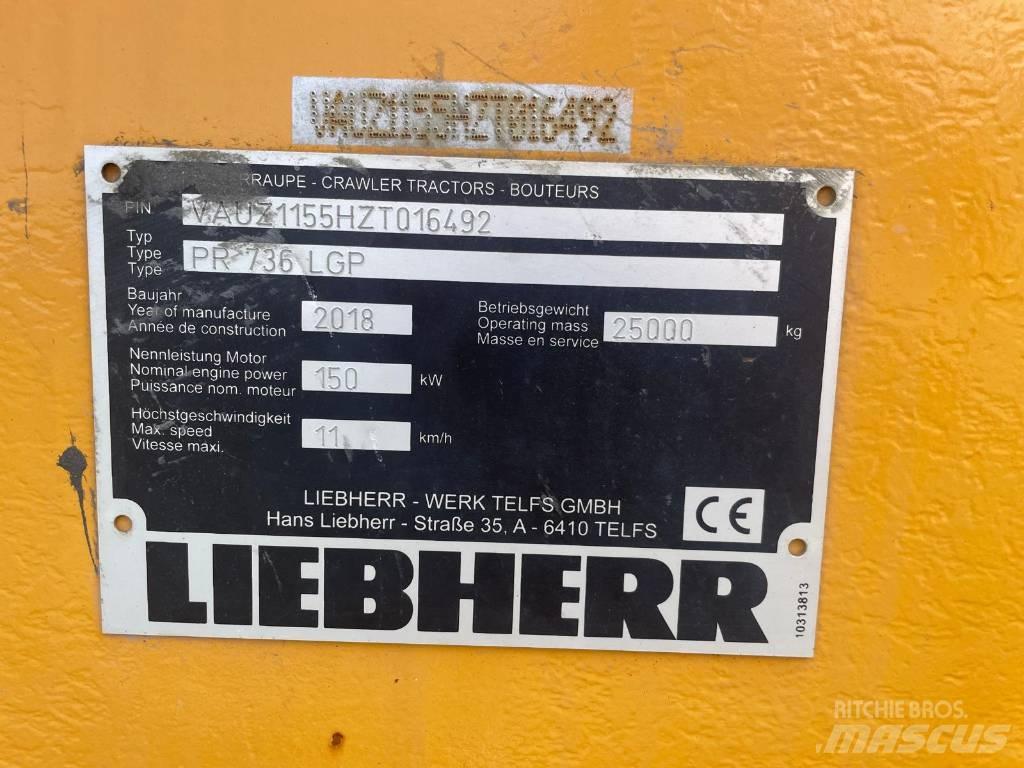 VAUZ1155HZT016492
RRAUPE - CRAWLER TRACTORS - BOUTEURS
PIN VAUZ1155HZT016492
Typ
Type
Type
PR 736 LGP
Baujahr
Year of manufacture
Année de construction
2018
Betriebsgewicht
Operating mass
Masse en service
25000 kg
Nennleistung Motor
Nominal engine power
Puissance nom. moteur
150 kW
Höchstgeschwindigkeit
Max. speed
Vitesse maxi.
11 km/h
LIEBHERR - WERK TELFS GMBH
Hans Liebherr - Straße 35, A - 6410 TELFS
CE
LIEBHERR
10313813
RITCHIE BROS.
MASCUS